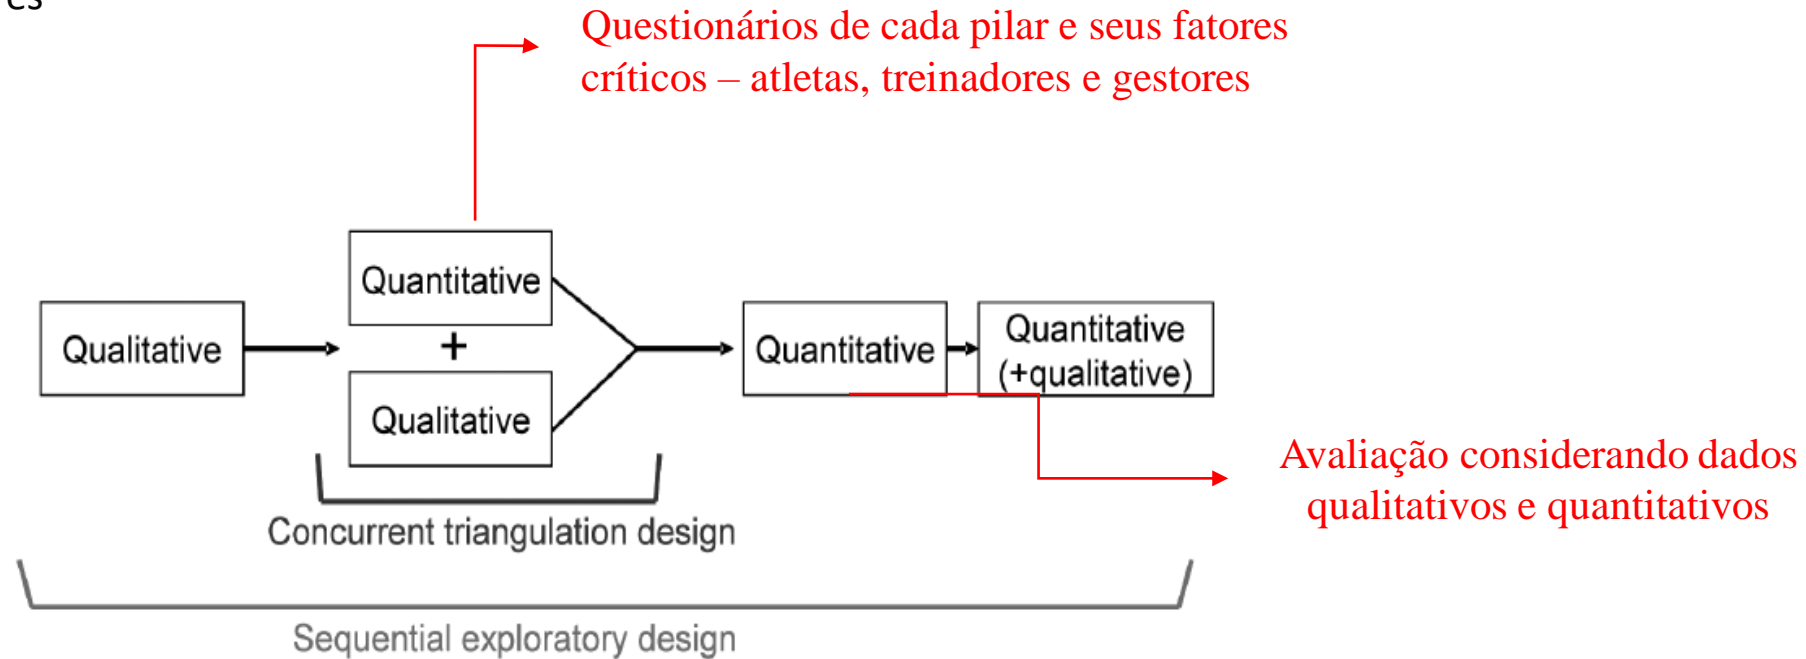 es
Questionários de cada pilar e seus fatores
críticos – atletas, treinadores e gestores
Quantitative
Qualitative
+
Qualitative
Quantitative
Quantitative
(+qualitative)
Concurrent triangulation design
Avaliação considerando dados
qualitativos e quantitativos
Sequential exploratory design